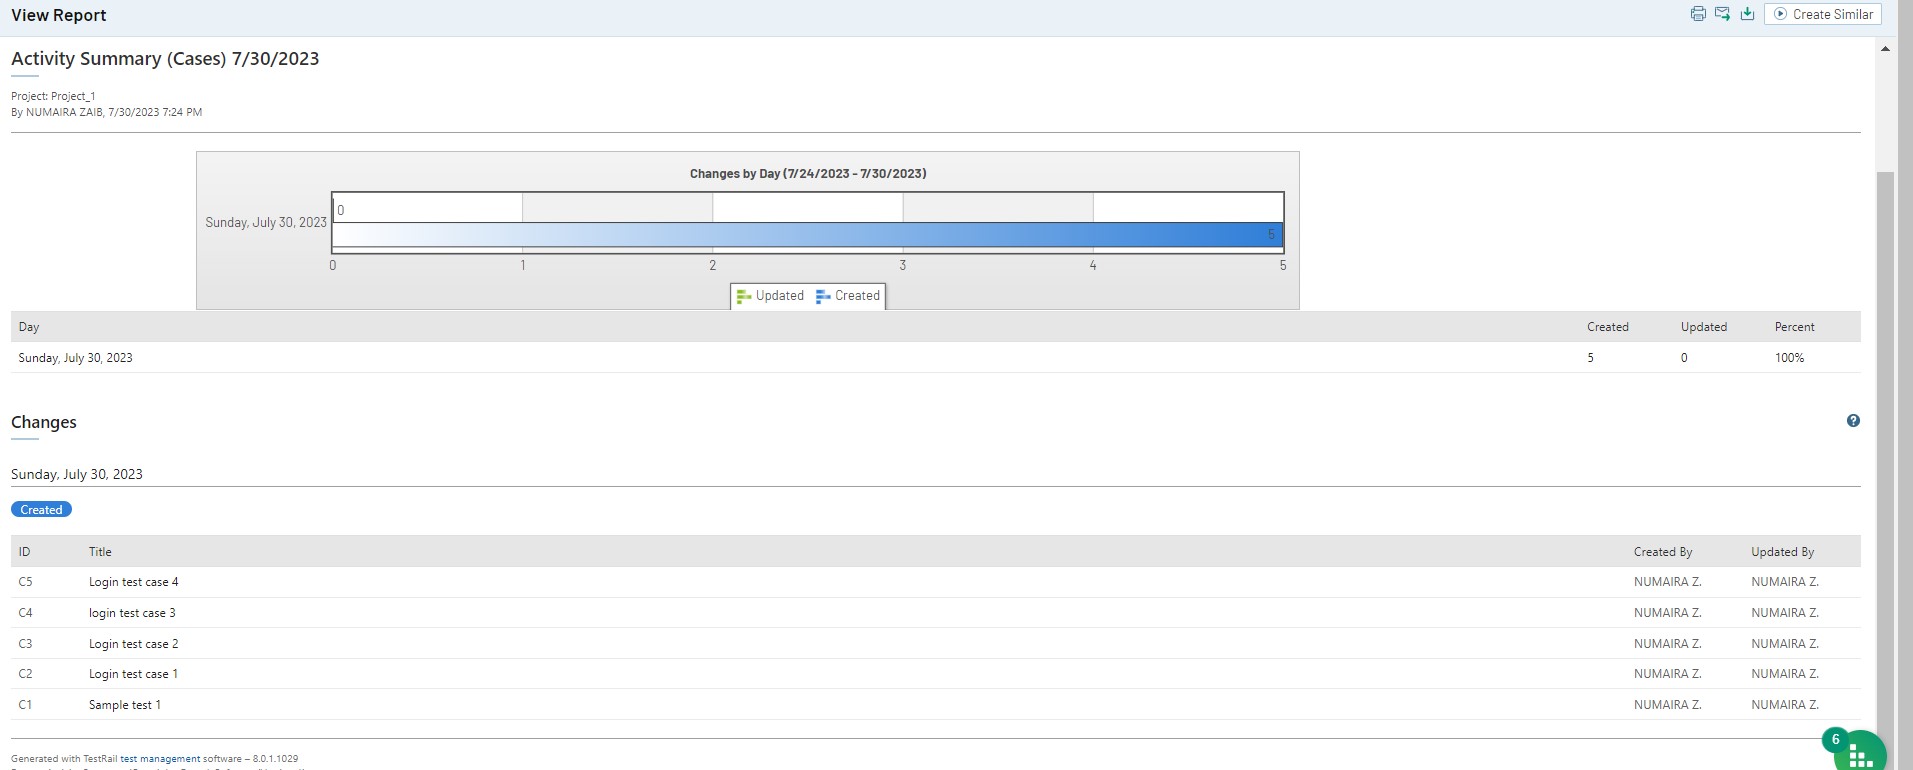 View Report
Create Similar
Activity Summary (Cases) 7/30/2023
Project: Project_1
By NUMAIRA ZAIB, 7/30/2023 7:24 PM
Changes by Day (7/24/2023 - 7/30/2023)
0
Sunday, July 30, 2023
5
0 1 2 3 4 5
Updated Created
Day Created Updated Percent
Sunday, July 30, 2023 5 0 100%
Changes
?
Sunday, July 30, 2023
Created
ID Title Created By Updated By
C5 Login test case 4 NUMAIRA Z. NUMAIRA Z.
C4 login test case 3 NUMAIRA Z. NUMAIRA Z.
C3 Login test case 2 NUMAIRA Z. NUMAIRA Z.
C2 Login test case 1 NUMAIRA Z. NUMAIRA Z.
C1 Sample test 1 NUMAIRA Z. NUMAIRA Z.
6
Generated with TestRail test management software – 8.0.1.1029